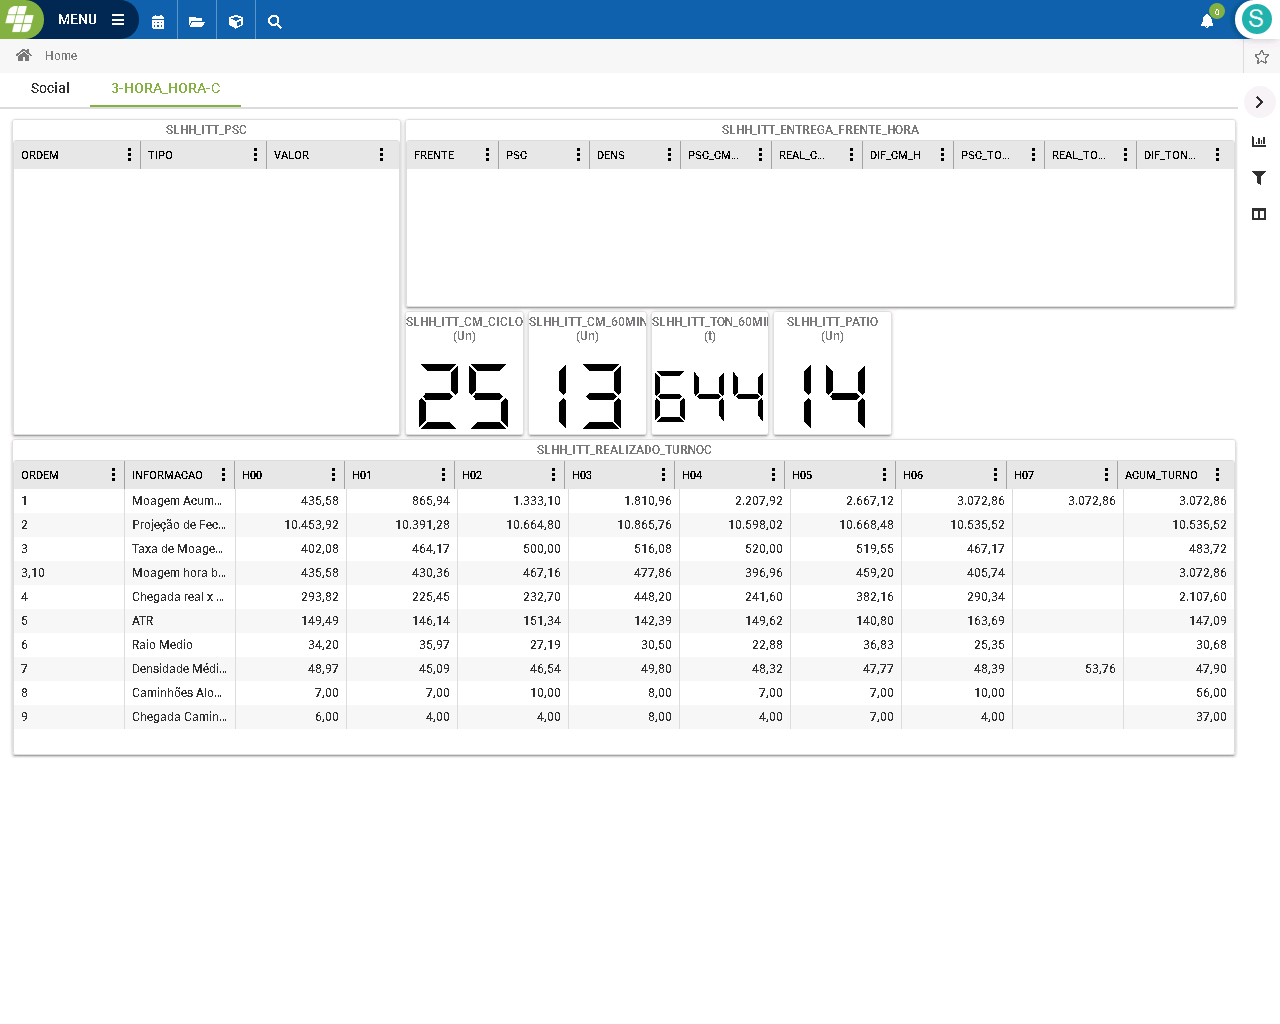 MENU
0
S
Home
Social 3-HORA_HORA-C
SLHH_ITT_PSC
ORDEM TIPO VALOR
SLHH_ITT_ENTREGA_FRENTE_HORA
FRENTE PSC DENS PSC_CM... REAL_C... DIF_CM_H PSC_TO... REAL_TO... DIF_TON...
SLHH_ITT_CM_CICLO
(Un)
25
SLHH_ITT_CM_60MIN
(Un)
13
SLHH_ITT_TON_60MI
(t)
644
SLHH_ITT_PATIO
(Un)
14
SLHH_ITT_REALIZADO_TURNOC
ORDEM INFORMACAO H00 H01 H02 H03 H04 H05 H06 H07 ACUM_TURNO
1 Moagem Acum... 435,58 865,94 1.333,10 1.810,96 2.207,92 2.667,12 3.072,86 3.072,86 3.072,86
2 Projeção de Fec... 10.453,92 10.391,28 10.664,80 10.865,76 10.598,02 10.668,48 10.535,52 10.535,52
3 Taxa de Moage... 402,08 464,17 500,00 516,08 520,00 519,55 467,17 483,72
3,10 Moagem hora b... 435,58 430,36 467,16 477,86 396,96 459,20 405,74 3.072,86
4 Chegada real x ... 293,82 225,45 232,70 448,20 241,60 382,16 290,34 2.107,60
5 ATR 149,49 146,14 151,34 142,39 149,62 140,80 163,69 147,09
6 Raio Medio 34,20 35,97 27,19 30,50 22,88 36,83 25,35 30,68
7 Densidade Médi... 48,97 45,09 46,54 49,80 48,32 47,77 48,39 53,76 47,90
8 Caminhões Alo... 7,00 7,00 10,00 8,00 7,00 7,00 10,00 56,00
9 Chegada Camin... 6,00 4,00 4,00 8,00 4,00 7,00 4,00 37,00